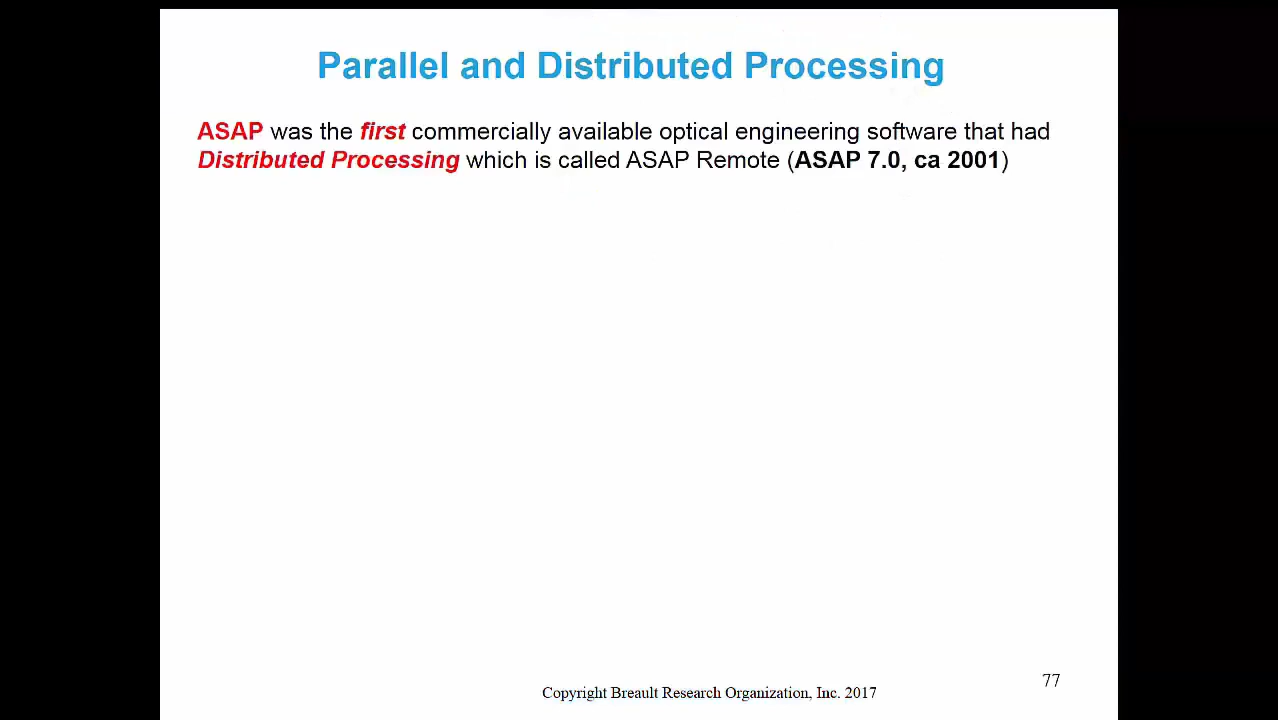 Parallel and Distributed Processing
ASAP was the first commercially available optical engineering software that had
Distributed Processing which is called ASAP Remote (ASAP 7.0, ca 2001)
77
Copyright Breault Research Organization, Inc. 2017